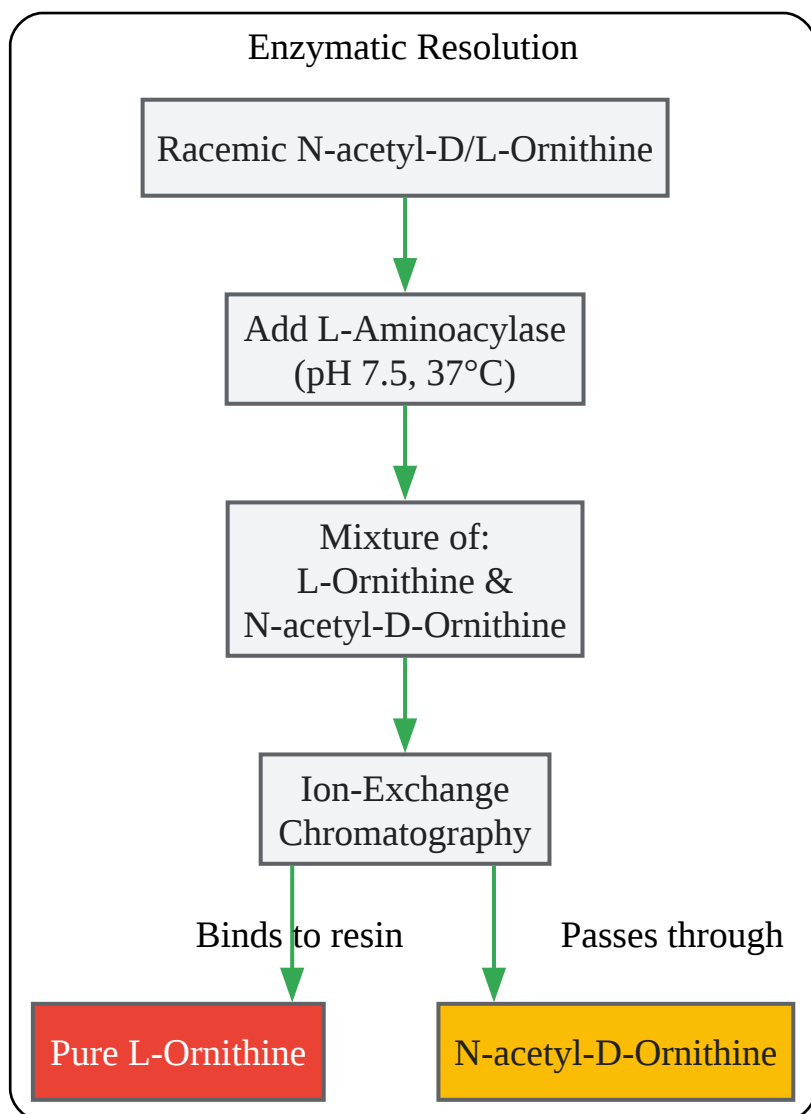 Enzymatic Resolution
Racemic N-acetyl-D/L-Ornithine
Add L-Aminoacylase
(pH 7.5, 37°C)
Mixture of:
L-Ornithine &
N-acetyl-D-Ornithine
Ion-Exchange
Chromatography
Binds to resin
Passes through
Pure L-Ornithine
N-acetyl-D-Ornithine